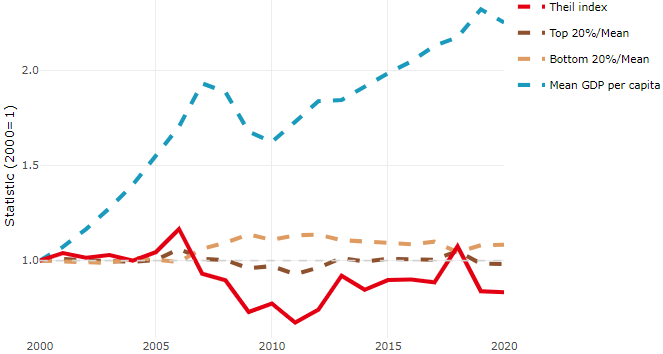 Theil index
Top 20%/Mean
Bottom 20%/Mean
Mean GDP per capita
Statistic (2000=1)
2.0
1.5
1.0
2000
2005
2010
2015
2020